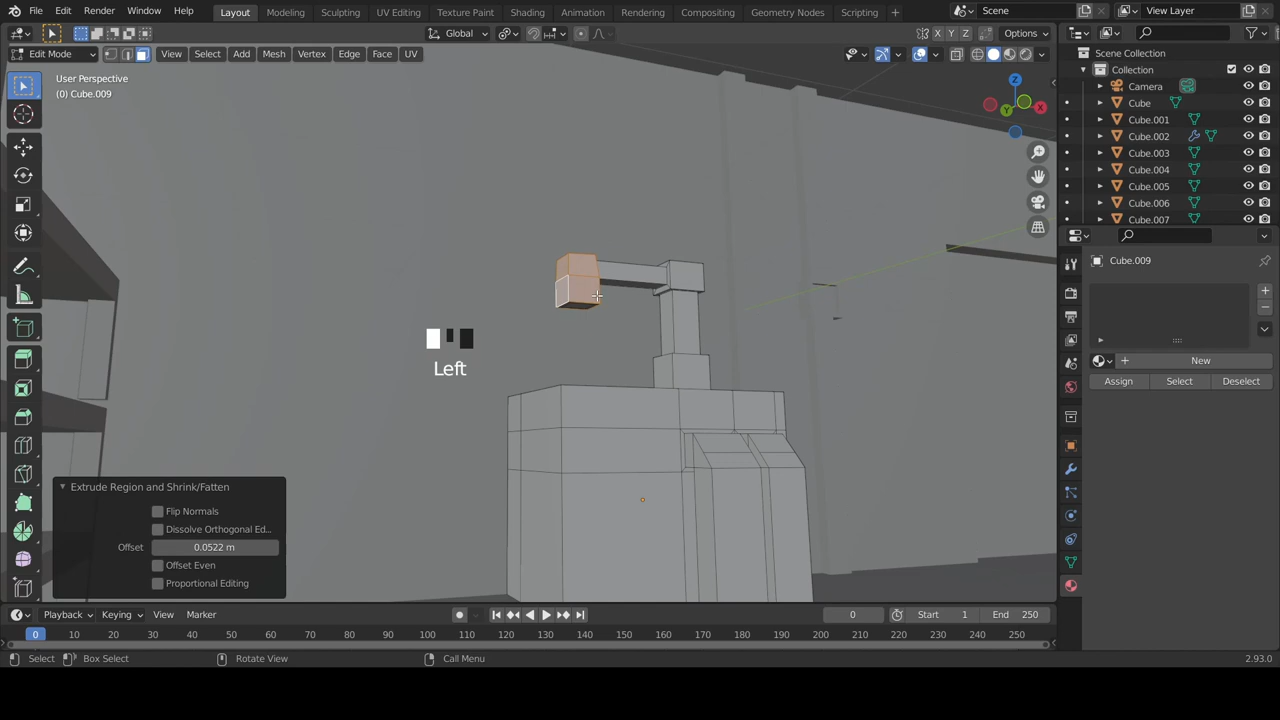 File Edit Render Window Help
Layout Modeling Sculpting UV Editing Texture Paint Shading Animation Rendering Compositing Geometry Nodes Scripting +
Scene
View Layer
Global
Options
X Y Z
Edit Mode
View Select Add Mesh Vertex Edge Face UV
User Perspective
(0) Cube.009
Z
X
Y
Scene Collection
Collection
Camera
Cube
Cube.001
Cube.002
Cube.003
Cube.004
Cube.005
Cube.006
Cube.007
Cube.009
New
Assign Select Deselect
Left
Extrude Region and Shrink/Fatten
Flip Normals
Dissolve Orthogonal Ed...
Offset 0.0522 m
Offset Even
Proportional Editing
Playback Keying View Marker
0
Start 1
End 250
0 10 20 30 40 50 60 70 80 90 100 110 120 130 140 150 160 170 180 190 200 210 220 230 240 250
Select Box Select Rotate View Call Menu
2.93.0